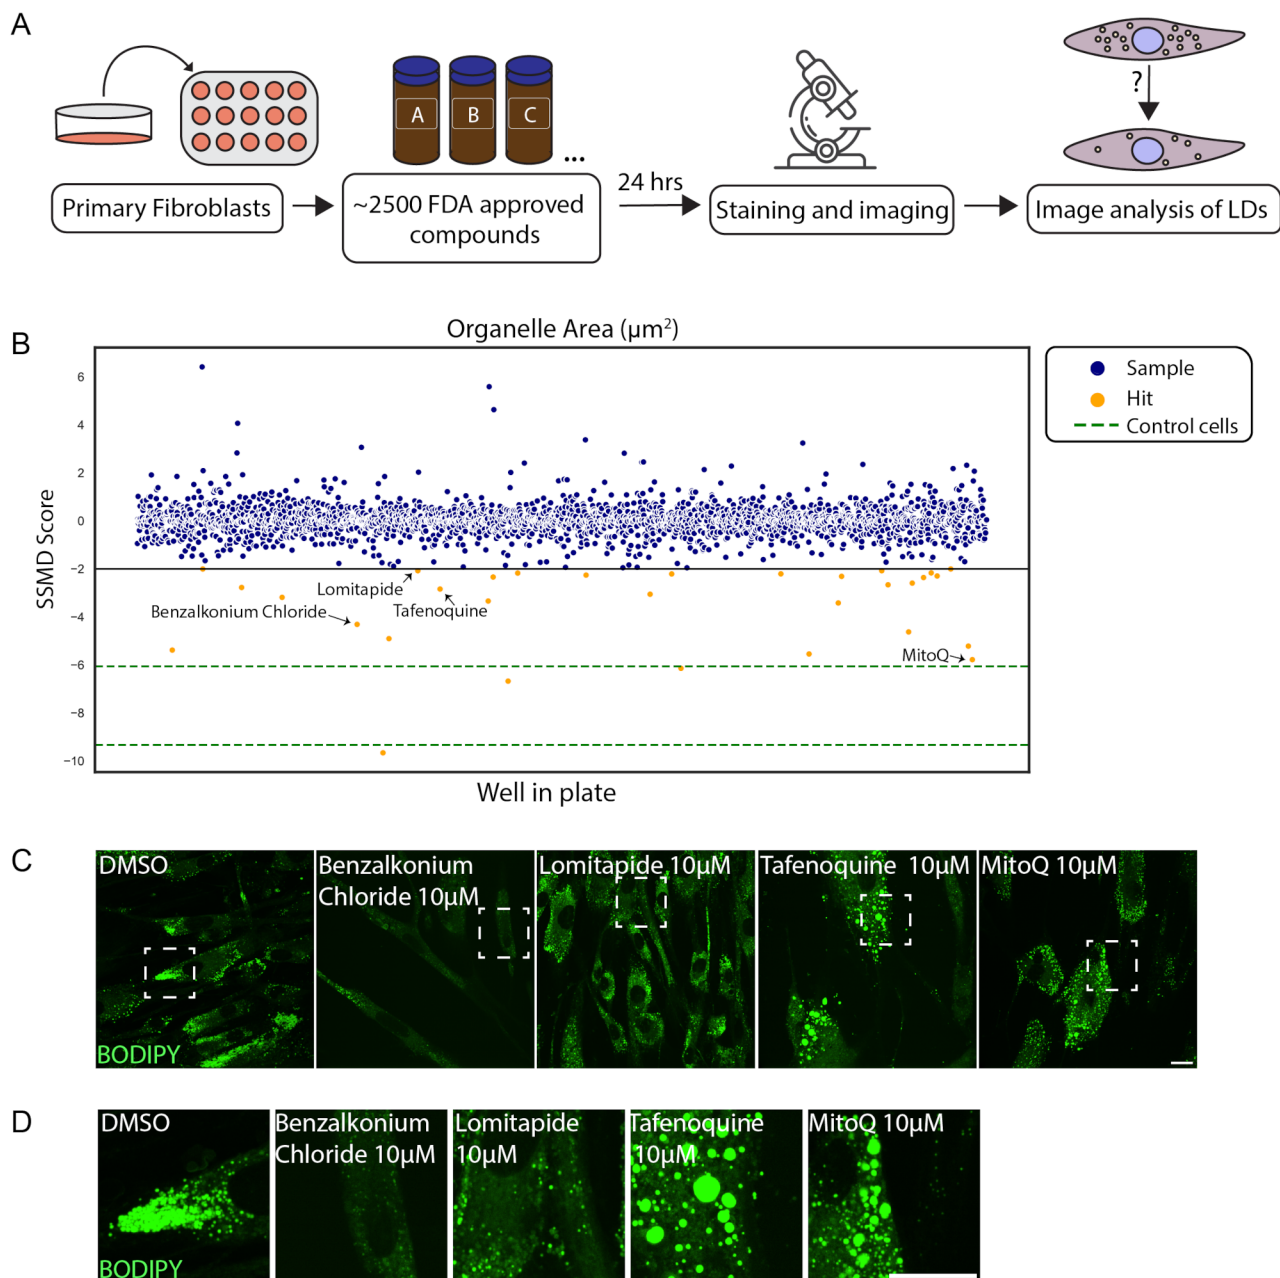 A
A
B
C
...
?
Primary Fibroblasts
~2500 FDA approved
compounds
24 hrs
Staining and imaging
Image analysis of LDs
B
Organelle Area (µm²)
Sample
Hit
Control cells
SSMD Score
6
4
2
0
−2
−4
−6
−8
−10
Lomitapide
Tafenoquine
Benzalkonium Chloride
MitoQ
Well in plate
C
DMSO
BODIPY
Benzalkonium
Chloride 10µM
Lomitapide 10µM
Tafenoquine 10µM
MitoQ 10µM
D
DMSO
BODIPY
Benzalkonium
Chloride 10µM
Lomitapide
10µM
Tafenoquine
10µM
MitoQ 10µM